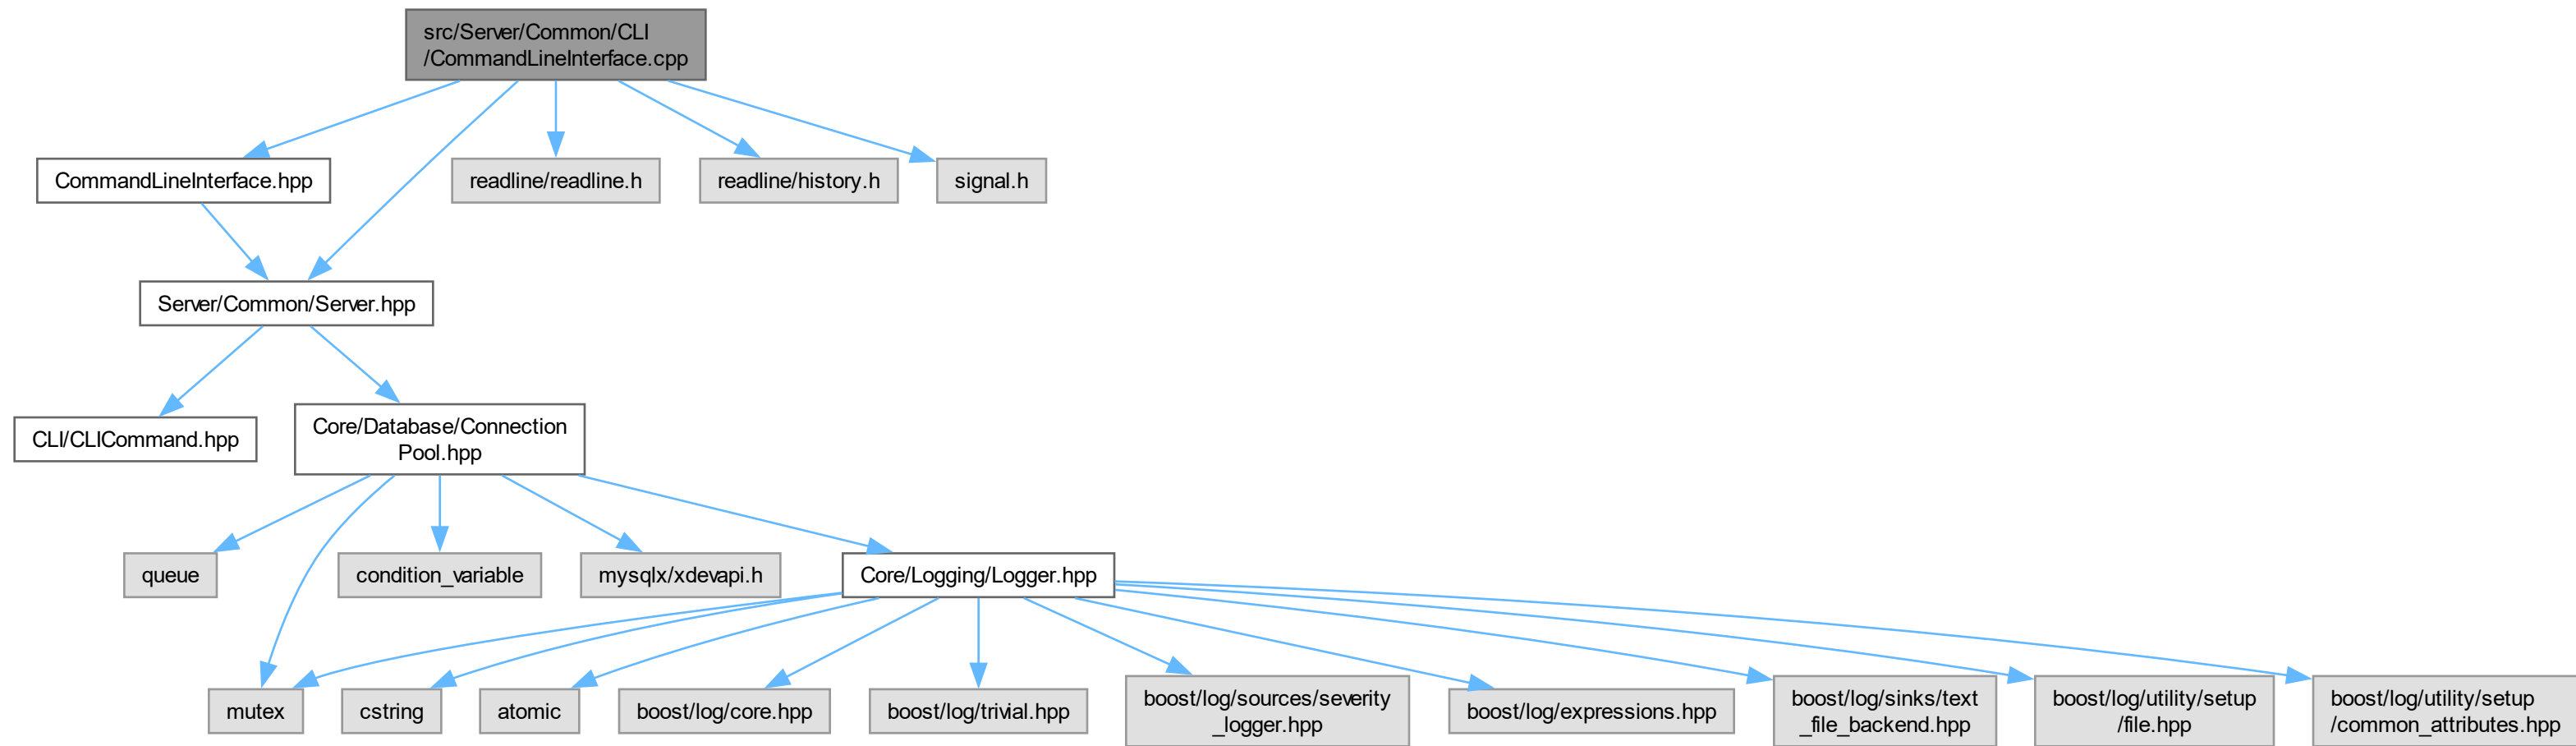 src/Server/Common/CLI
/CommandLineInterface.cpp
CommandLineInterface.hpp
readline/readline.h
readline/history.h
signal.h
Server/Common/Server.hpp
CLI/CLICommand.hpp
Core/Database/Connection
Pool.hpp
queue
condition_variable
mysqlx/xdevapi.h
Core/Logging/Logger.hpp
mutex
cstring
atomic
boost/log/core.hpp
boost/log/trivial.hpp
boost/log/sources/severity
_logger.hpp
boost/log/expressions.hpp
boost/log/sinks/text
_file_backend.hpp
boost/log/utility/setup
/file.hpp
boost/log/utility/setup
/common_attributes.hpp